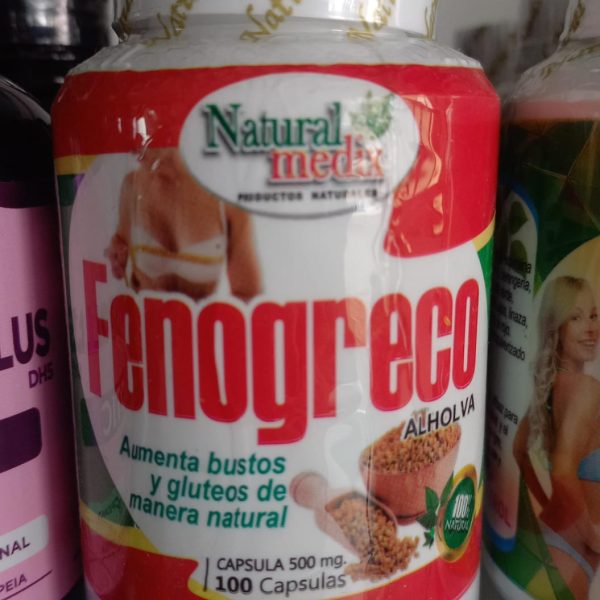 Natural
medix
PRODUCTOS NATURALES
Fenogreco
ALHOLVA
Aumenta bustos
y gluteos de
manera natural
100%
NATURAL
CAPSULA 500 mg.
100 Capsulas
LUS
DHS
NAL
PEIA
linaza,